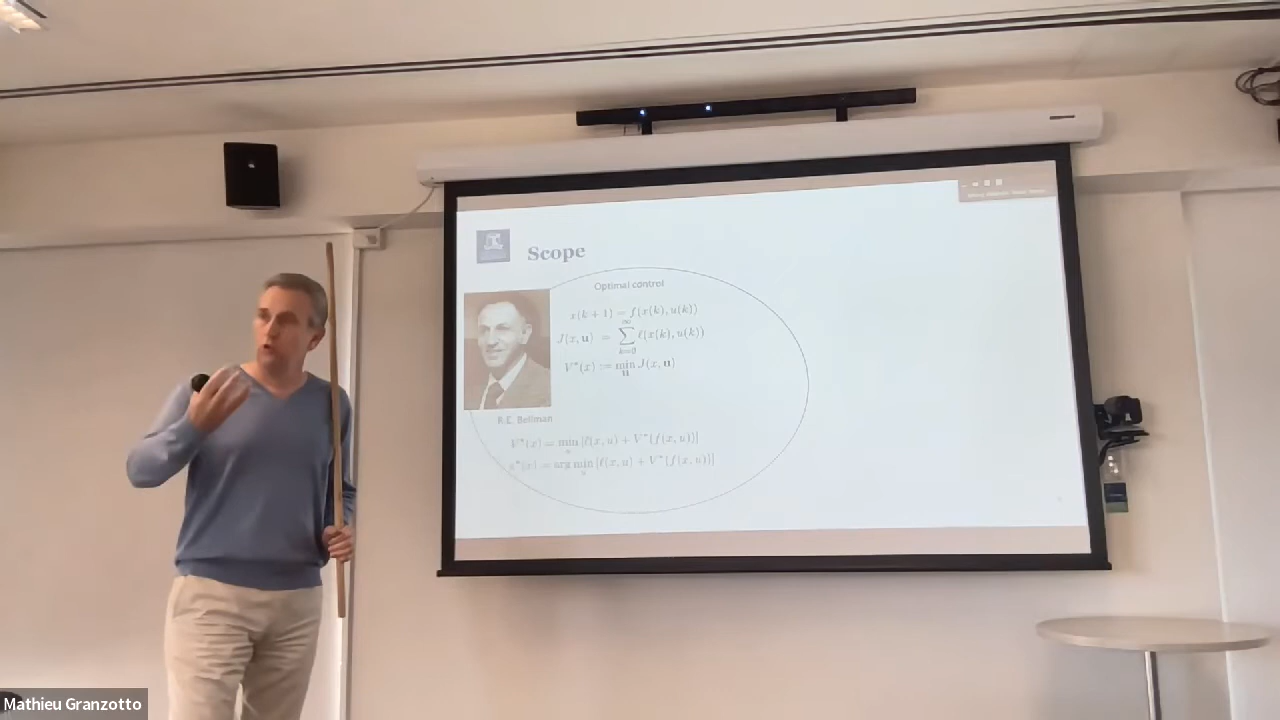 Scope
Optimal control
x(k + 1) = f(x(k), u(k))
J(x, u) = ∑_{k=0}^{∞} ℓ(x(k), u(k))
V*(x) := min_u J(x, u)
R.E. Bellman
V*(x) = min_u [ℓ(x, u) + V*(f(x, u))]
arg min_u [ℓ(x, u) + V*(f(x, u))]
Mathieu Granzotto